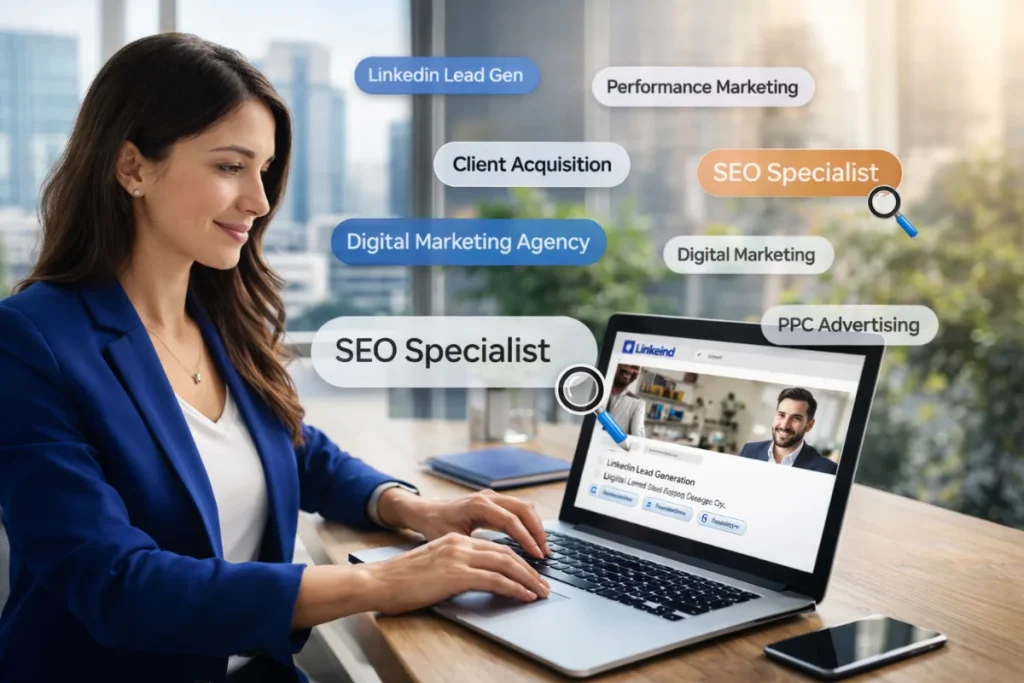 Linkedin Lead Gen
Performance Marketing
Client Acquisition
SEO Specialist
Digital Marketing Agency
Digital Marketing
SEO Specialist
PPC Advertising
Linkeind
Linkedin Lead Generation